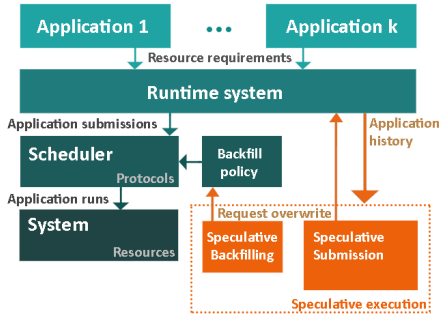 Application 1
...
Application k
Resource requirements
Runtime system
Application submissions
Application
history
Scheduler
Protocols
Backfill
policy
Application runs
System
Resources
Request overwrite
Speculative
Backfilling
Speculative
Submission
Speculative execution